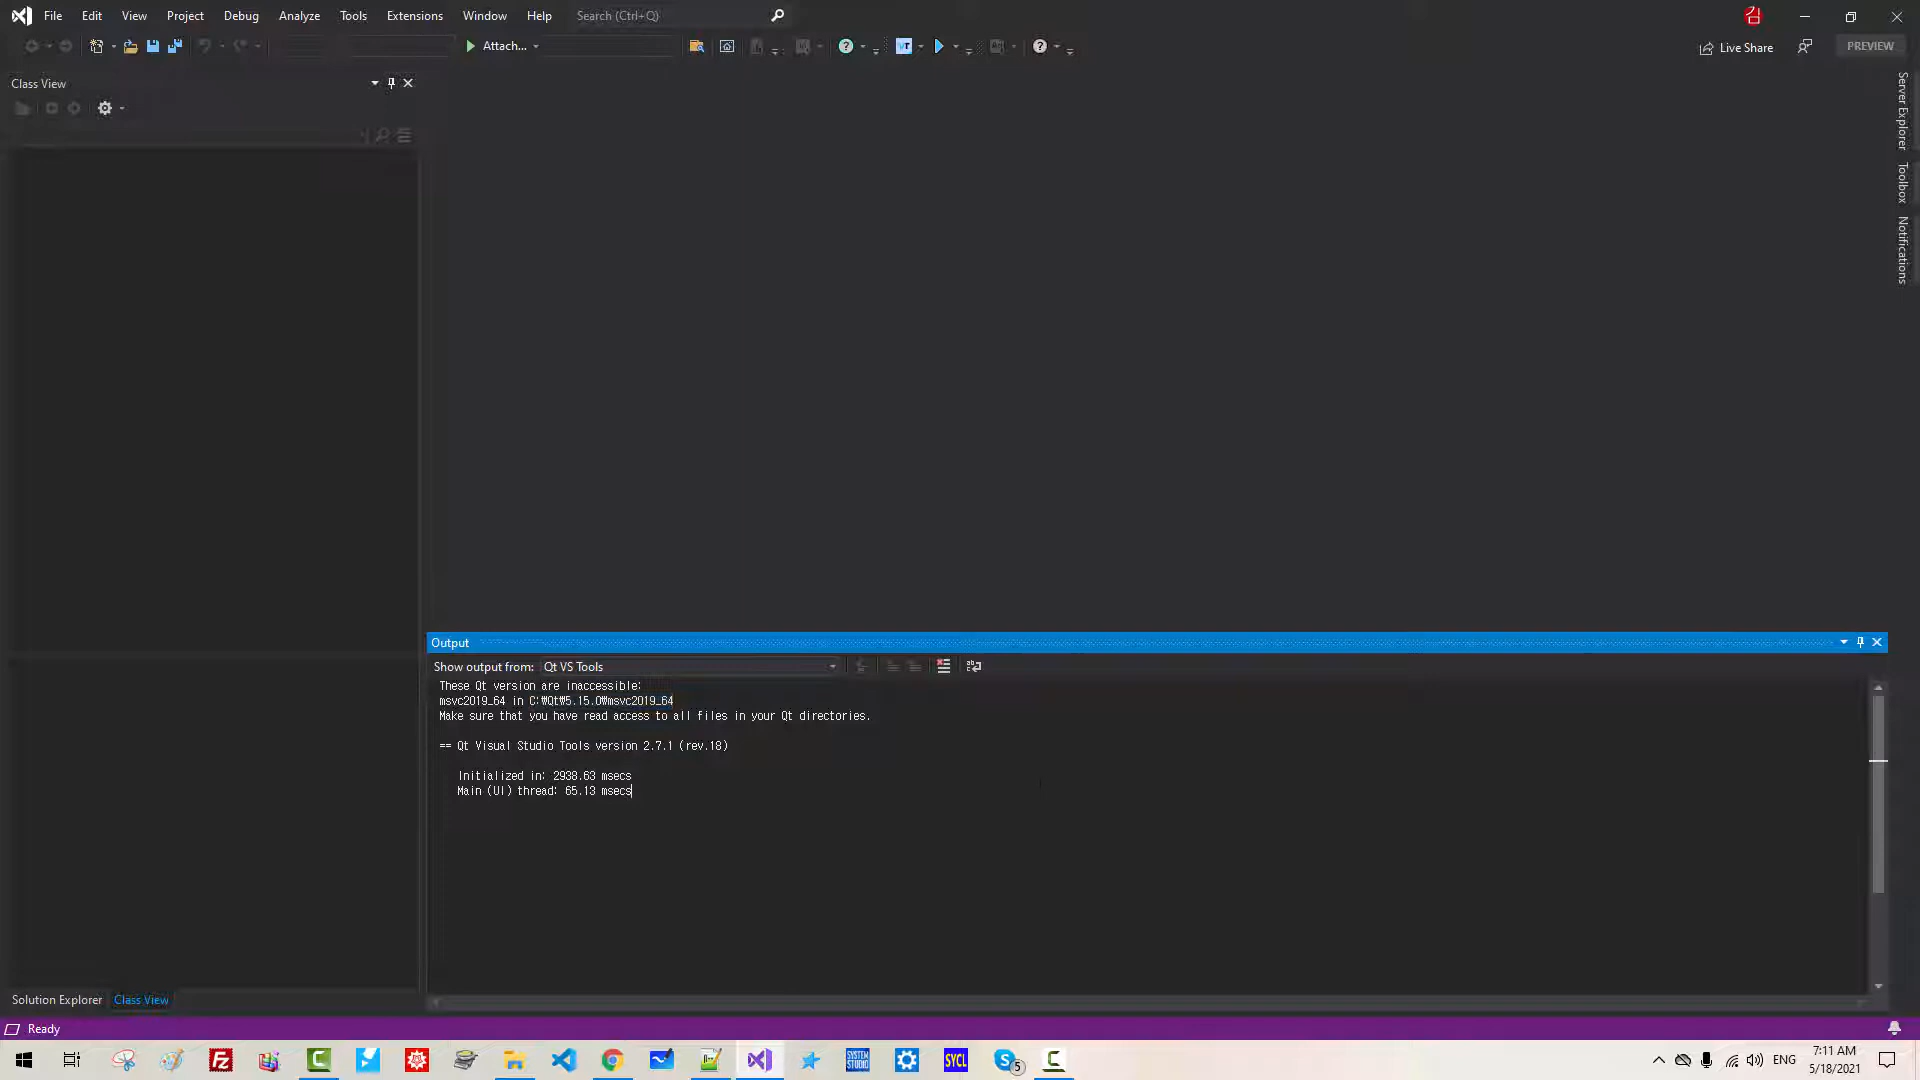 File Edit View Project Debug Analyze Tools Extensions Window Help Search (Ctrl+Q)
Attach...
Live Share
PREVIEW
Class View
Server Explorer
Toolbox
Notifications
Output
Show output from: Qt VS Tools
These Qt version are inaccessible:
msvc2019_64 in C:₩Qt₩5.15.0₩msvc2019_64
Make sure that you have read access to all files in your Qt directories.
== Qt Visual Studio Tools version 2.7.1 (rev.18)
Initialized in: 2938.63 msecs
Main (UI) thread: 65.13 msecs
Solution Explorer Class View
Ready
SYSTEM STUDIO
SYCL
5
ENG
7:11 AM
5/18/2021